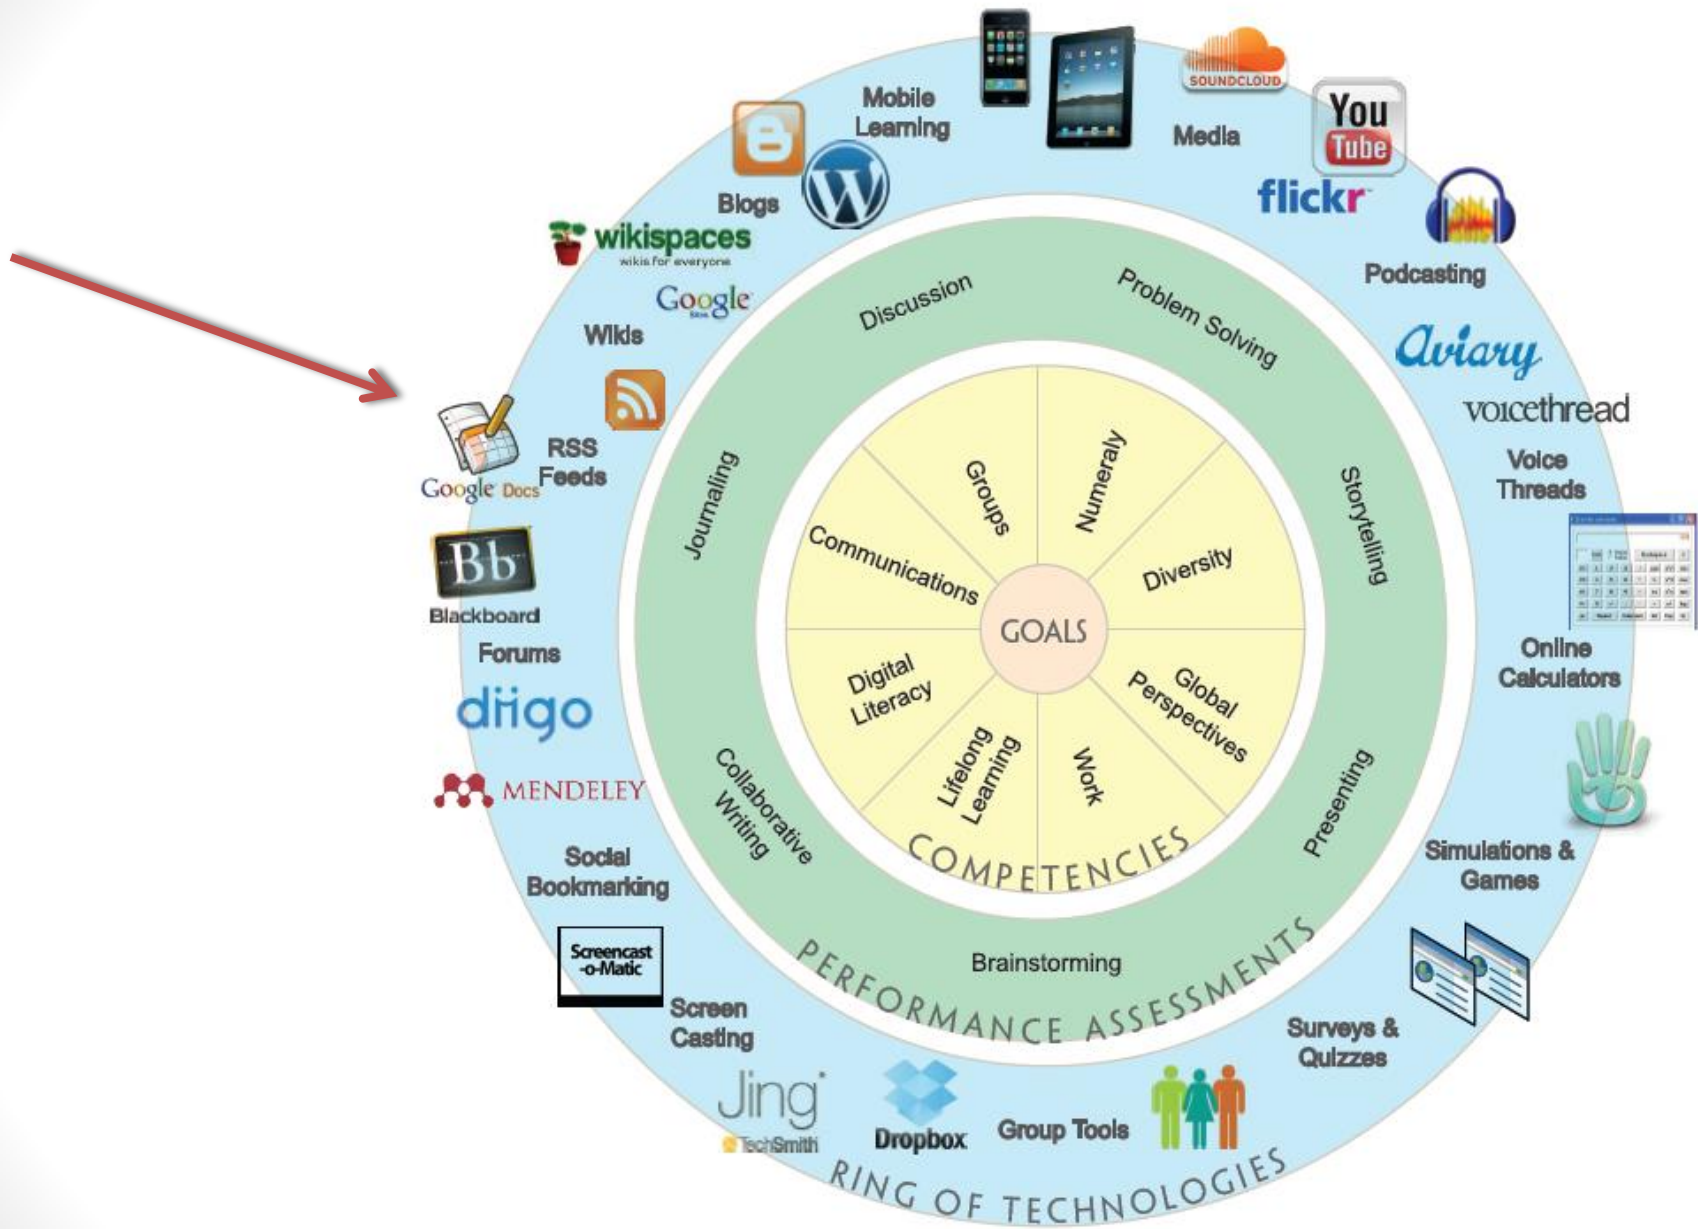 Mobile
Learning
SOUNDCLOUD
Media
You
Tube
flickr
Podcasting
Aviary
voicethread
Voice
Threads
Online
Calculators
Simulations &
Games
Surveys &
Quizzes
Group Tools
Dropbox
Jing
TechSmith
Screen
Casting
Screencast
-o-Matic
Social
Bookmarking
MENDELEY
diigo
Forums
Blackboard
Bb
Google Docs
RSS
Feeds
Wikis
Google
wikispaces
wikis for everyone
Blogs
RING OF TECHNOLOGIES
Discussion
Problem Solving
Storytelling
Presenting
Brainstorming
Collaborative
Writing
Journaling
PERFORMANCE ASSESSMENTS
Groups
Numeraly
Diversity
Global
Perspectives
Work
Lifelong
Learning
Digital
Literacy
Communications
COMPETENCIES
GOALS